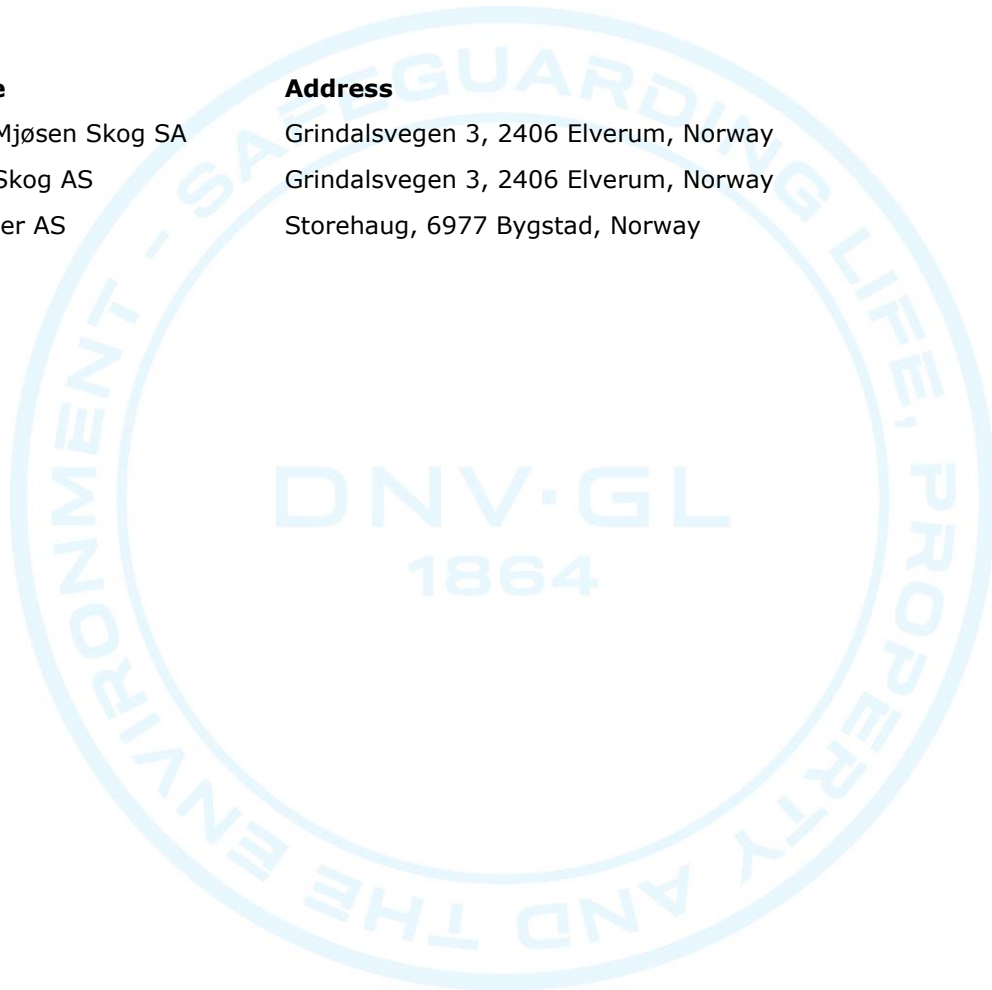 e Address
Mjøsen Skog SA Grindalsvegen 3, 2406 Elverum, Norway
Skog AS Grindalsvegen 3, 2406 Elverum, Norway
er AS Storehaug, 6977 Bygstad, Norway
SAFEGUARDING LIFE, PROPERTY AND THE ENVIRONMENT -
DNV·GL
1864